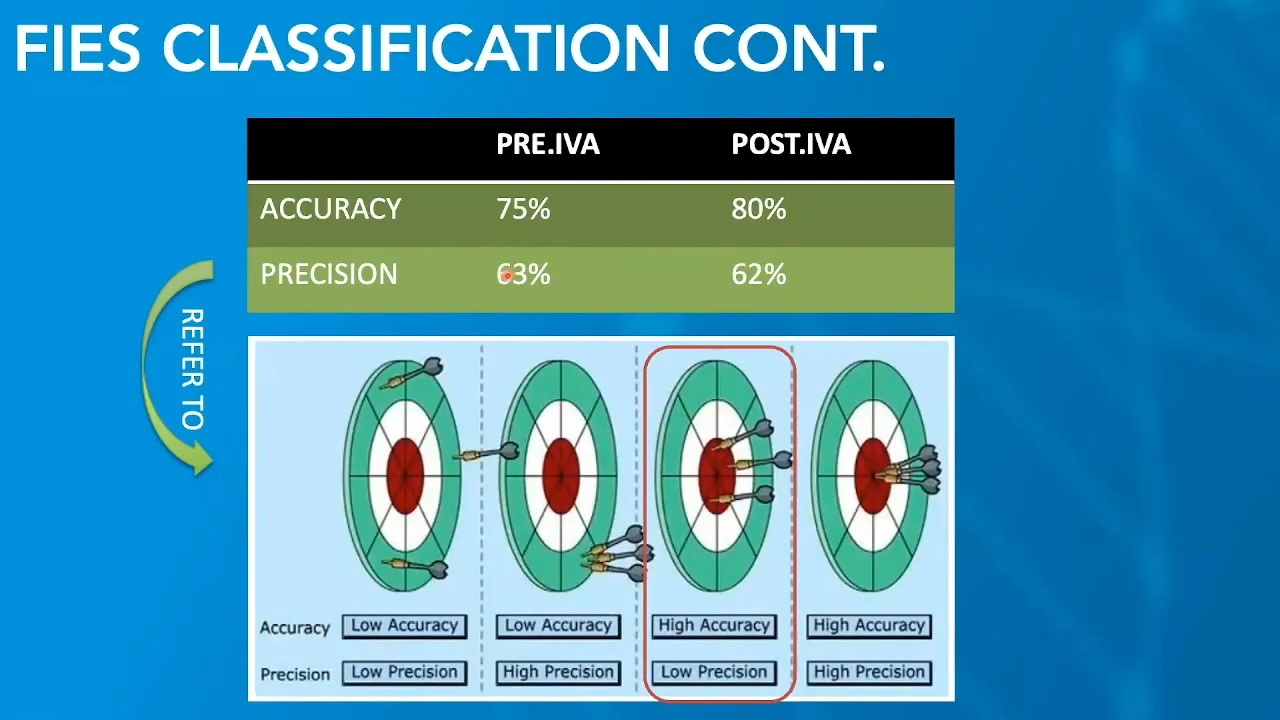 FIES CLASSIFICATION CONT.
PRE.IVA POST.IVA
ACCURACY 75% 80%
PRECISION 63% 62%
REFER TO
Accuracy Low Accuracy Low Accuracy High Accuracy High Accuracy
Precision Low Precision High Precision Low Precision High Precision